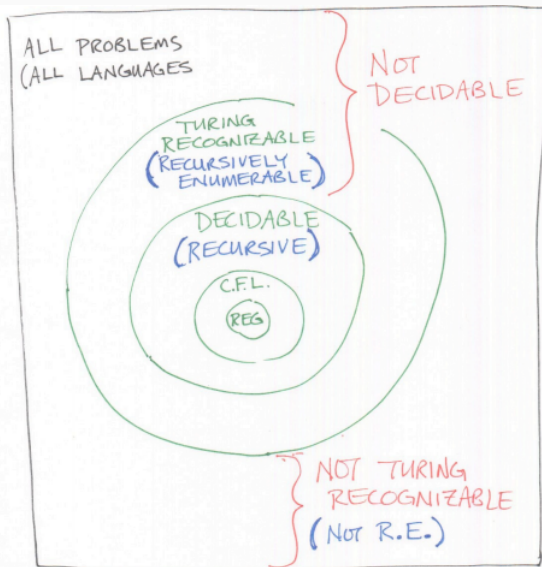 ALL PROBLEMS
(ALL LANGUAGES
NOT
DECIDABLE
TURING
RECOGNIZABLE
(RECURSIVELY
ENUMERABLE)
DECIDABLE
(RECURSIVE)
C.F.L.
REG
NOT TURING
RECOGNIZABLE
(NOT R.E.)